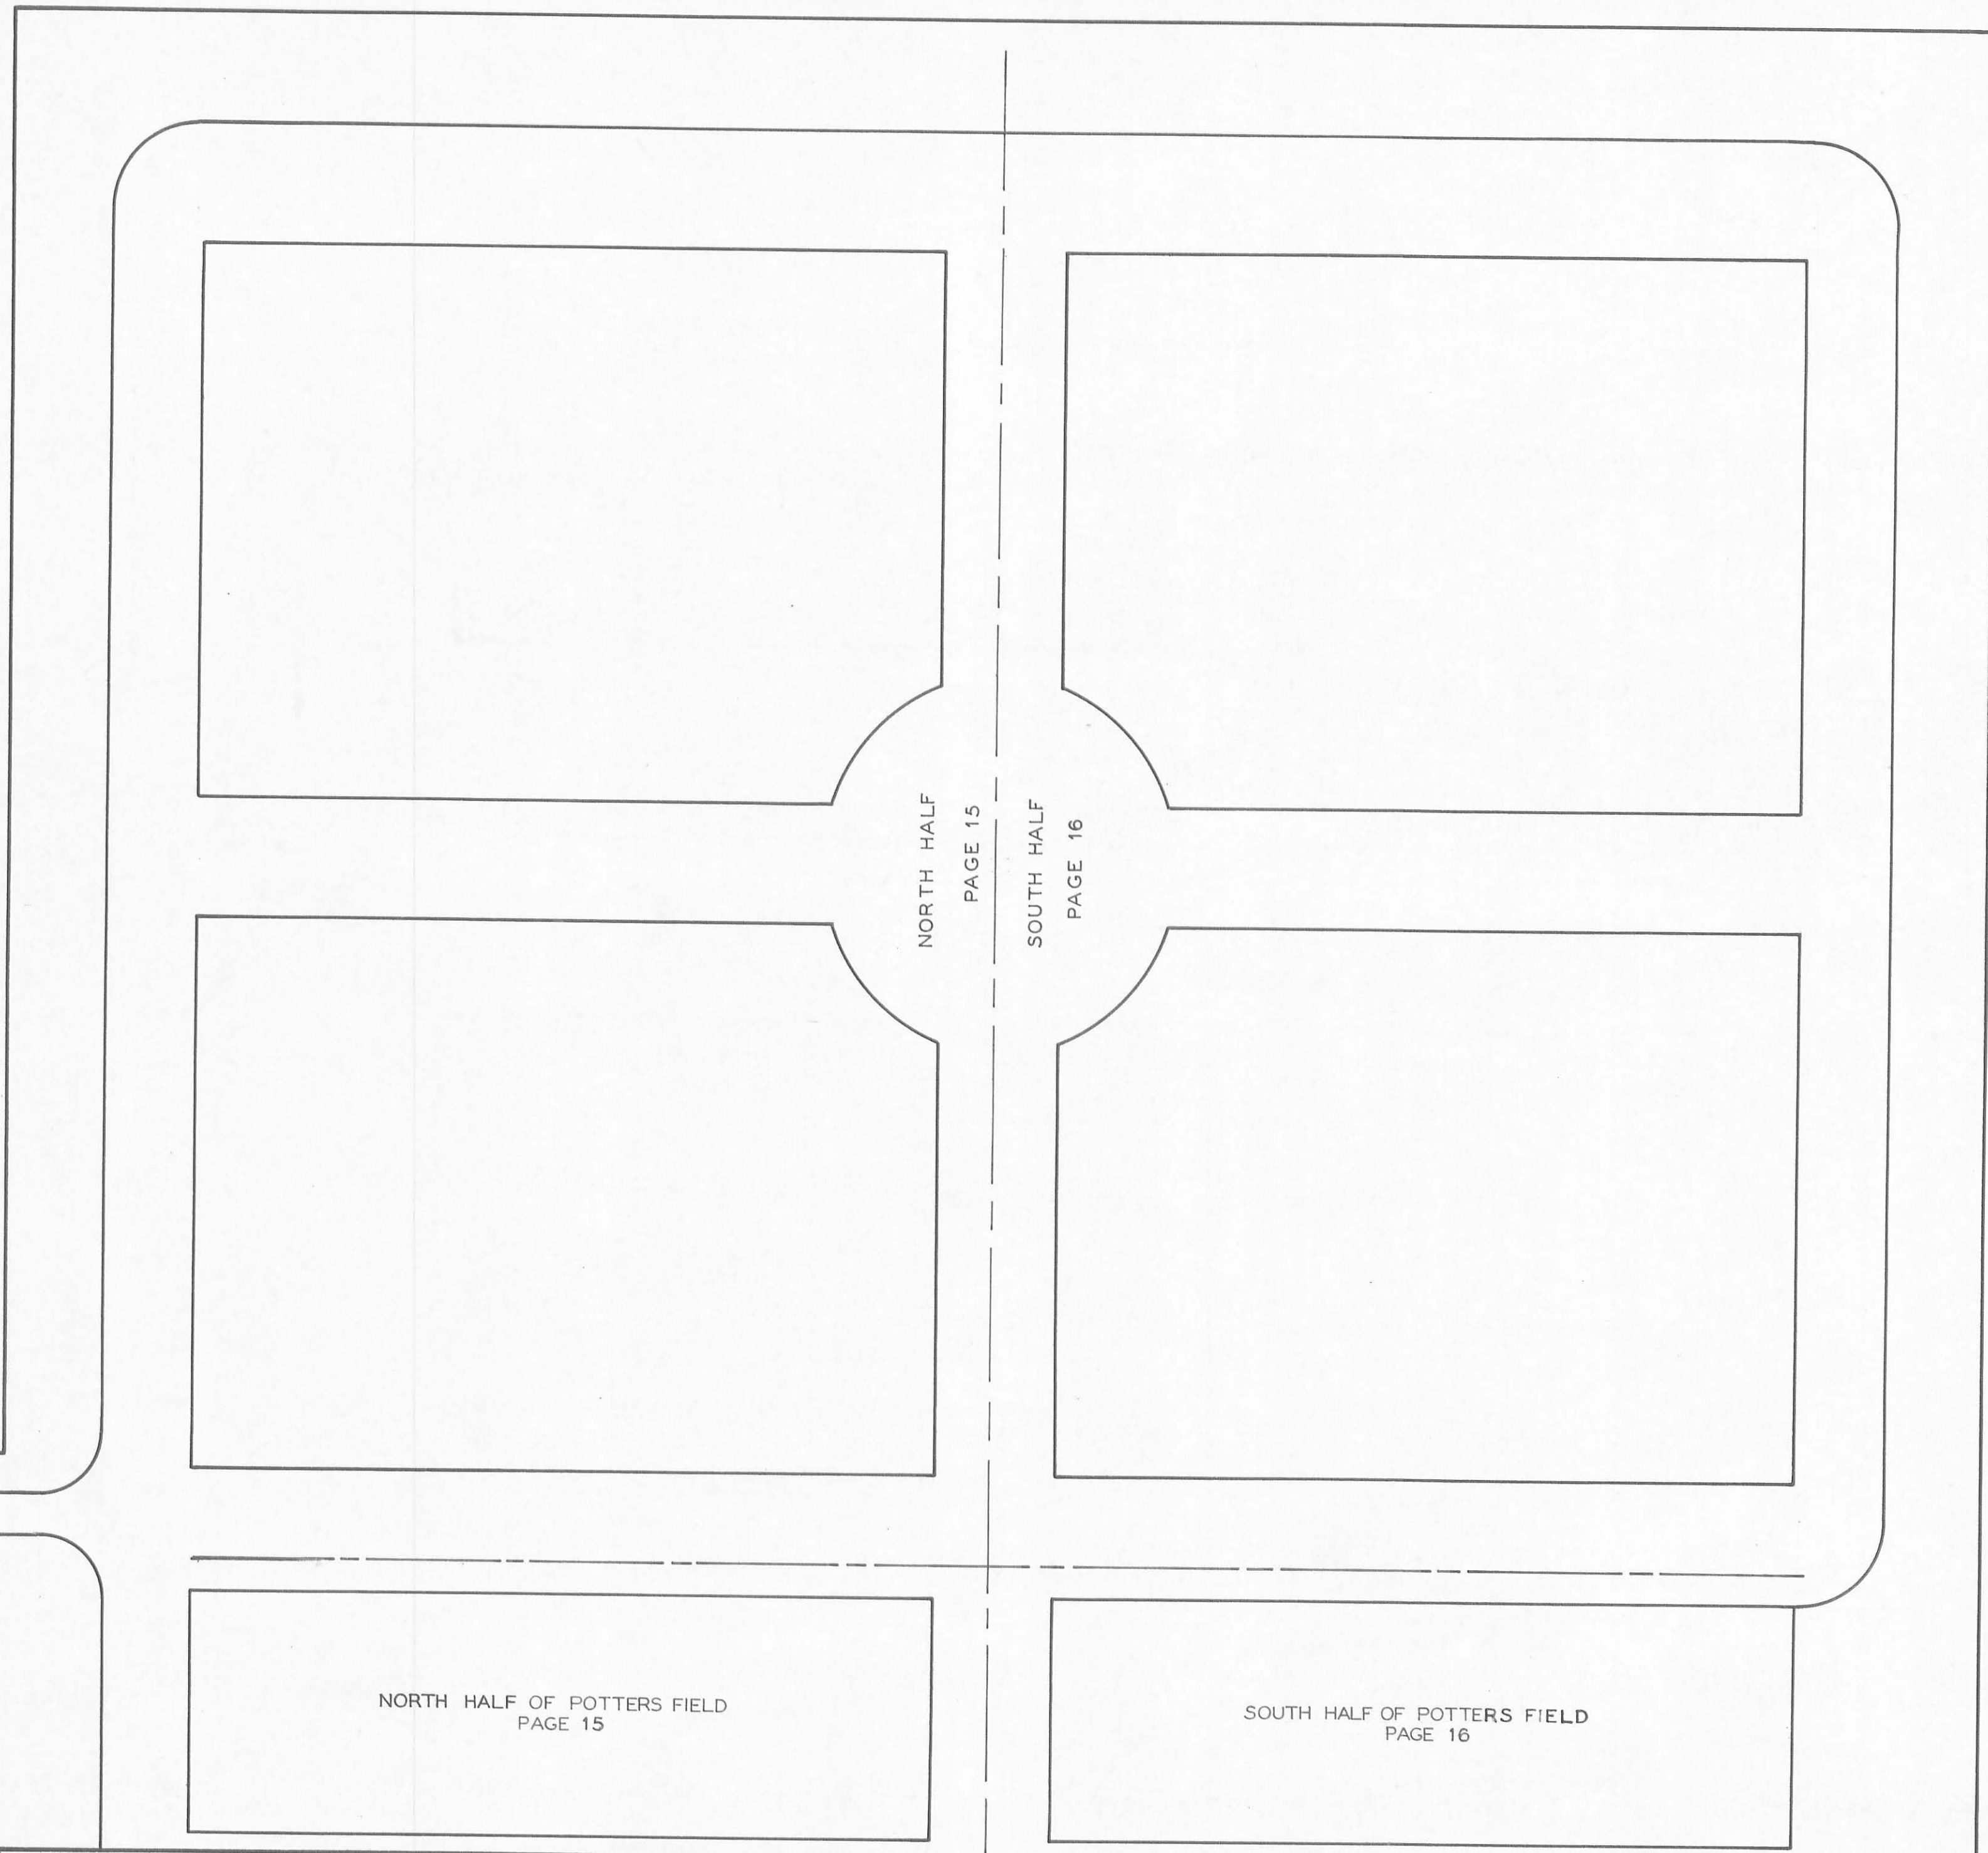 NORTH HALF
PAGE 15
SOUTH HALF
PAGE 16
NORTH HALF OF POTTERS FIELD
PAGE 15
SOUTH HALF OF POTTERS FIELD
PAGE 16